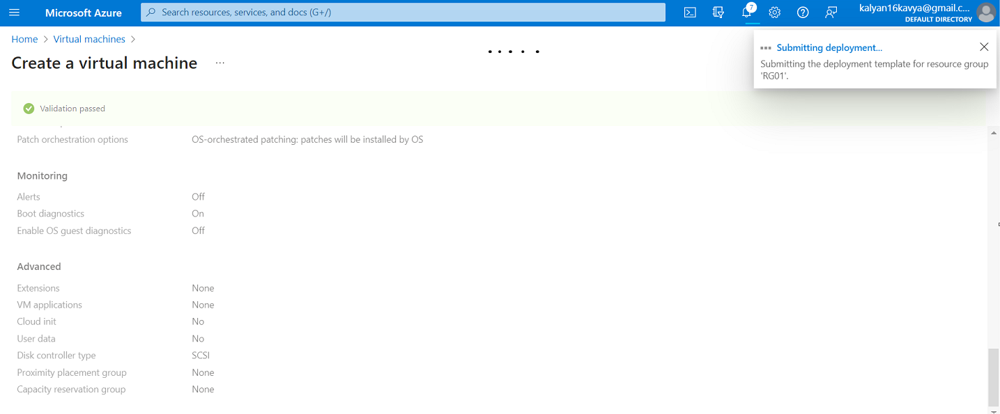 Microsoft Azure
Search resources, services, and docs (G+/)
7
kalyan16kavya@gmail.c...
DEFAULT DIRECTORY
Home > Virtual machines >
Create a virtual machine ...
Submitting deployment...
Submitting the deployment template for resource group
'RG01'.
Validation passed
Patch orchestration options OS-orchestrated patching: patches will be installed by OS
Monitoring
Alerts Off
Boot diagnostics On
Enable OS guest diagnostics Off
Advanced
Extensions None
VM applications None
Cloud init No
User data No
Disk controller type SCSI
Proximity placement group None
Capacity reservation group None